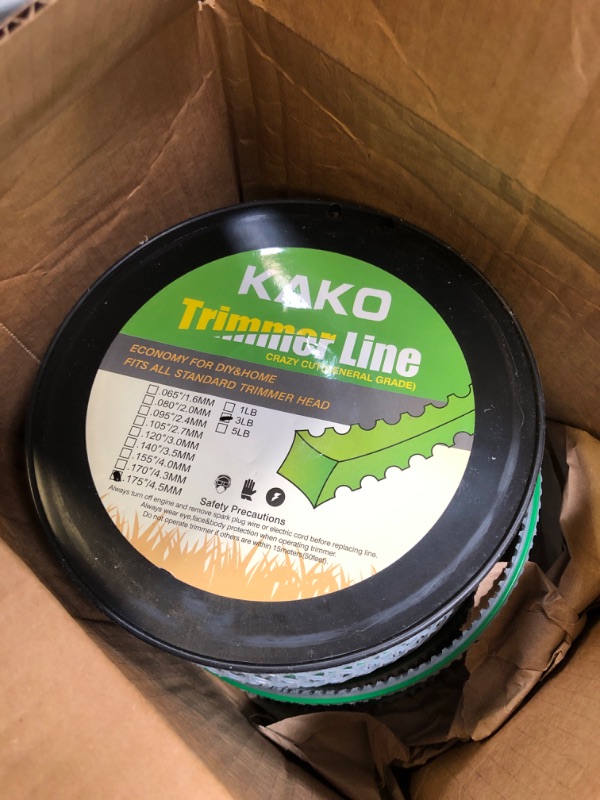 KAKO
Trimmer Line
CRAZY CUT(GENERAL GRADE)
ECONOMY FOR DIY&HOME
FITS ALL STANDARD TRIMMER HEAD
.065"/1.6MM
.080"/2.0MM
.095"/2.4MM
.105"/2.7MM
.120"/3.0MM
.140"/3.5MM
.155"/4.0MM
.170"/4.3MM
.175"/4.5MM
1LB
3LB
5LB
Safety Precautions
Always turn off engine and remove spark plug wire or electric cord before replacing line.
Always wear eye,face&body protection when operating trimmer.
Do not operate trimmer if others are within 15meters(50feet).